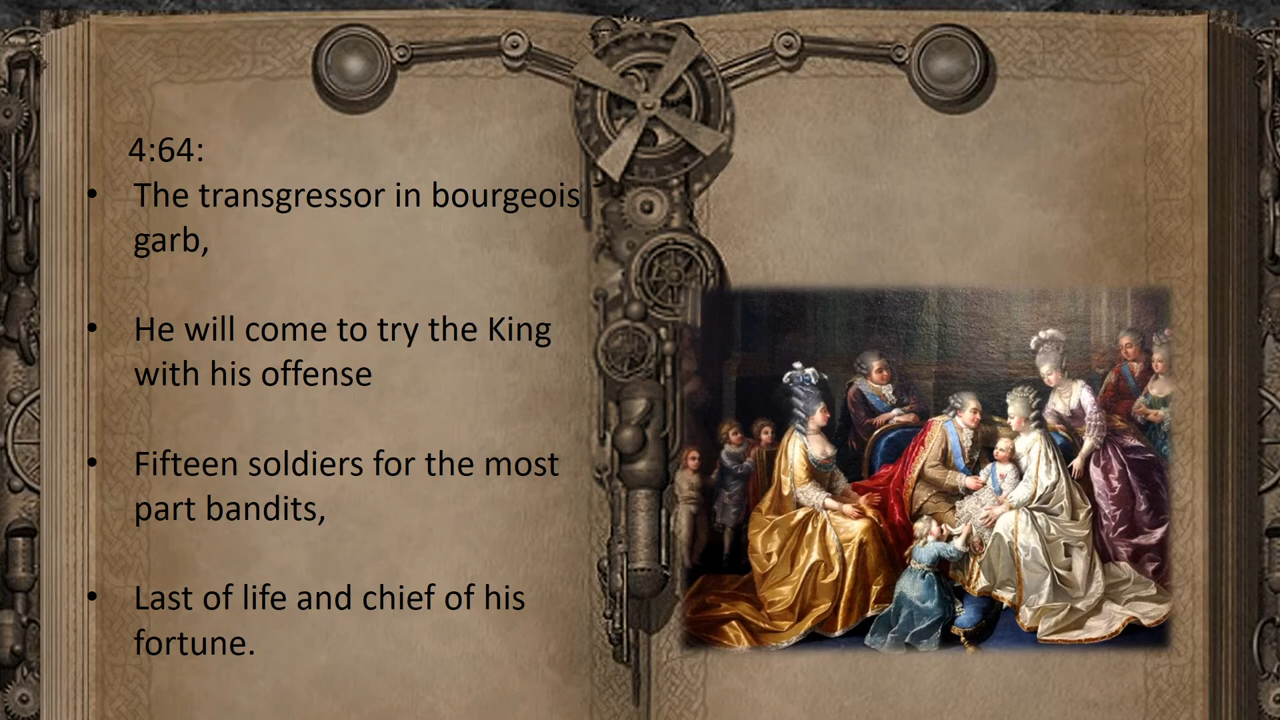 4:64:
• The transgressor in bourgeois
garb,
• He will come to try the King
with his offense
• Fifteen soldiers for the most
part bandits,
• Last of life and chief of his
fortune.